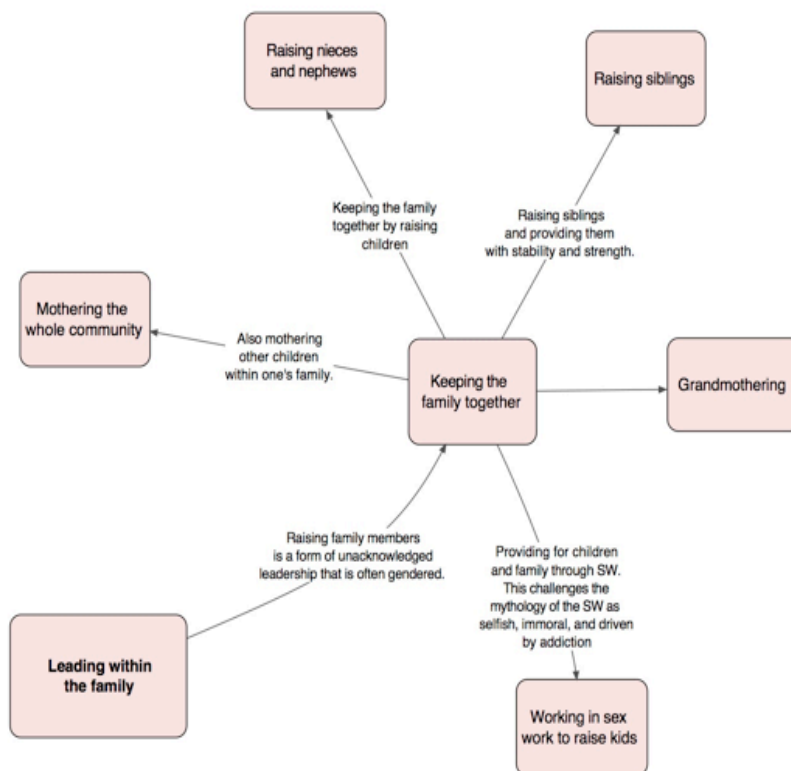 Raising nieces
and nephews
Raising siblings
Keeping the family
together by raising
children
Raising siblings
and providing them
with stability and strength.
Mothering the
whole community
Also mothering
other children
within one's family.
Keeping the
family together
Grandmothering
Raising family members
is a form of unacknowledged
leadership that is often gendered.
Providing for children
and family through SW.
This challenges the
mythology of the SW as
selfish, immoral, and driven
by addiction
Leading within
the family
Working in sex
work to raise kids